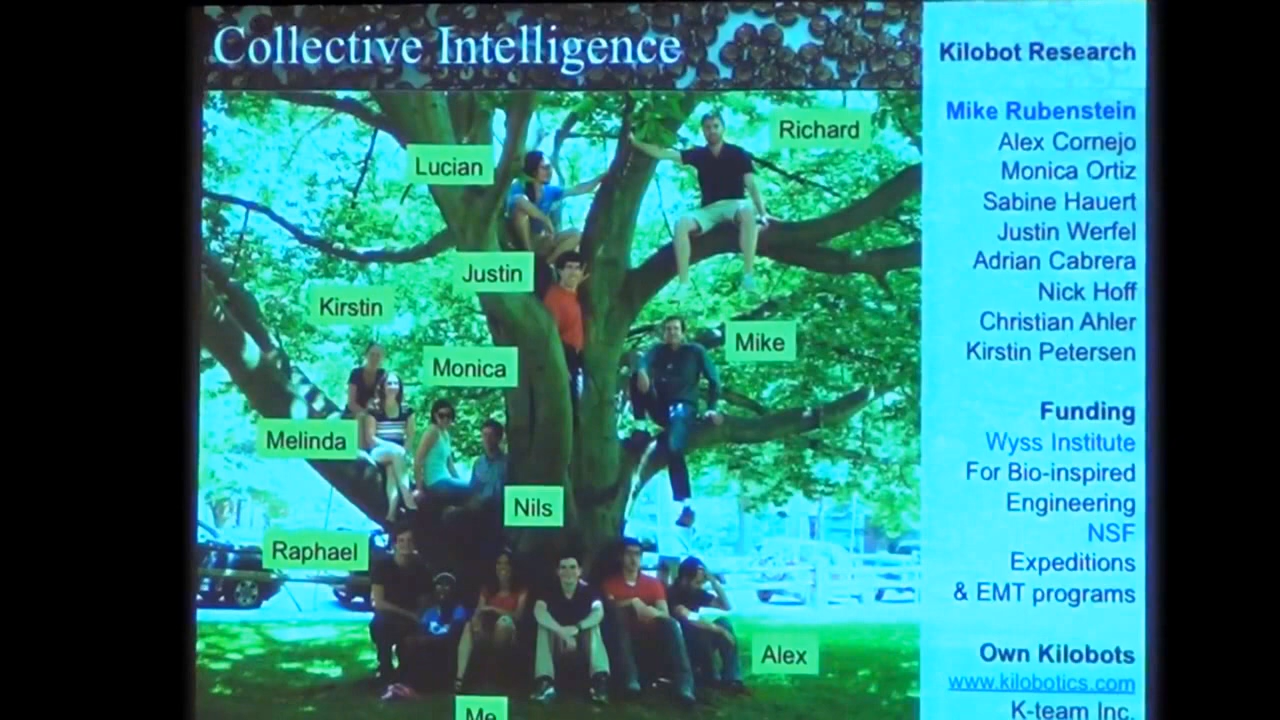 Collective Intelligence
Richard
Lucian
Justin
Kirstin
Mike
Monica
Melinda
Nils
Raphael
Alex
Me
Kilobot Research
Mike Rubenstein
Alex Cornejo
Monica Ortiz
Sabine Hauert
Justin Werfel
Adrian Cabrera
Nick Hoff
Christian Ahler
Kirstin Petersen
Funding
Wyss Institute
For Bio-inspired
Engineering
NSF
Expeditions
& EMT programs
Own Kilobots
www.kilobotics.com
K-team Inc.